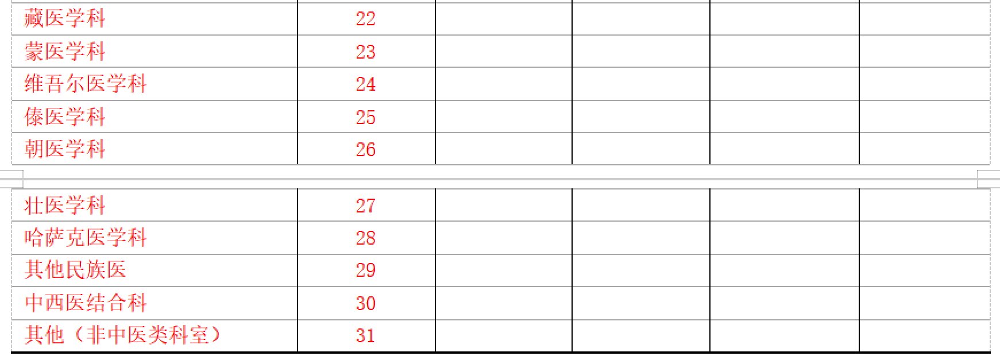 藏医学科 22
蒙医学科 23
维吾尔医学科 24
傣医学科 25
朝医学科 26
壮医学科 27
哈萨克医学科 28
其他民族医 29
中西医结合科 30
其他（非中医类科室） 31